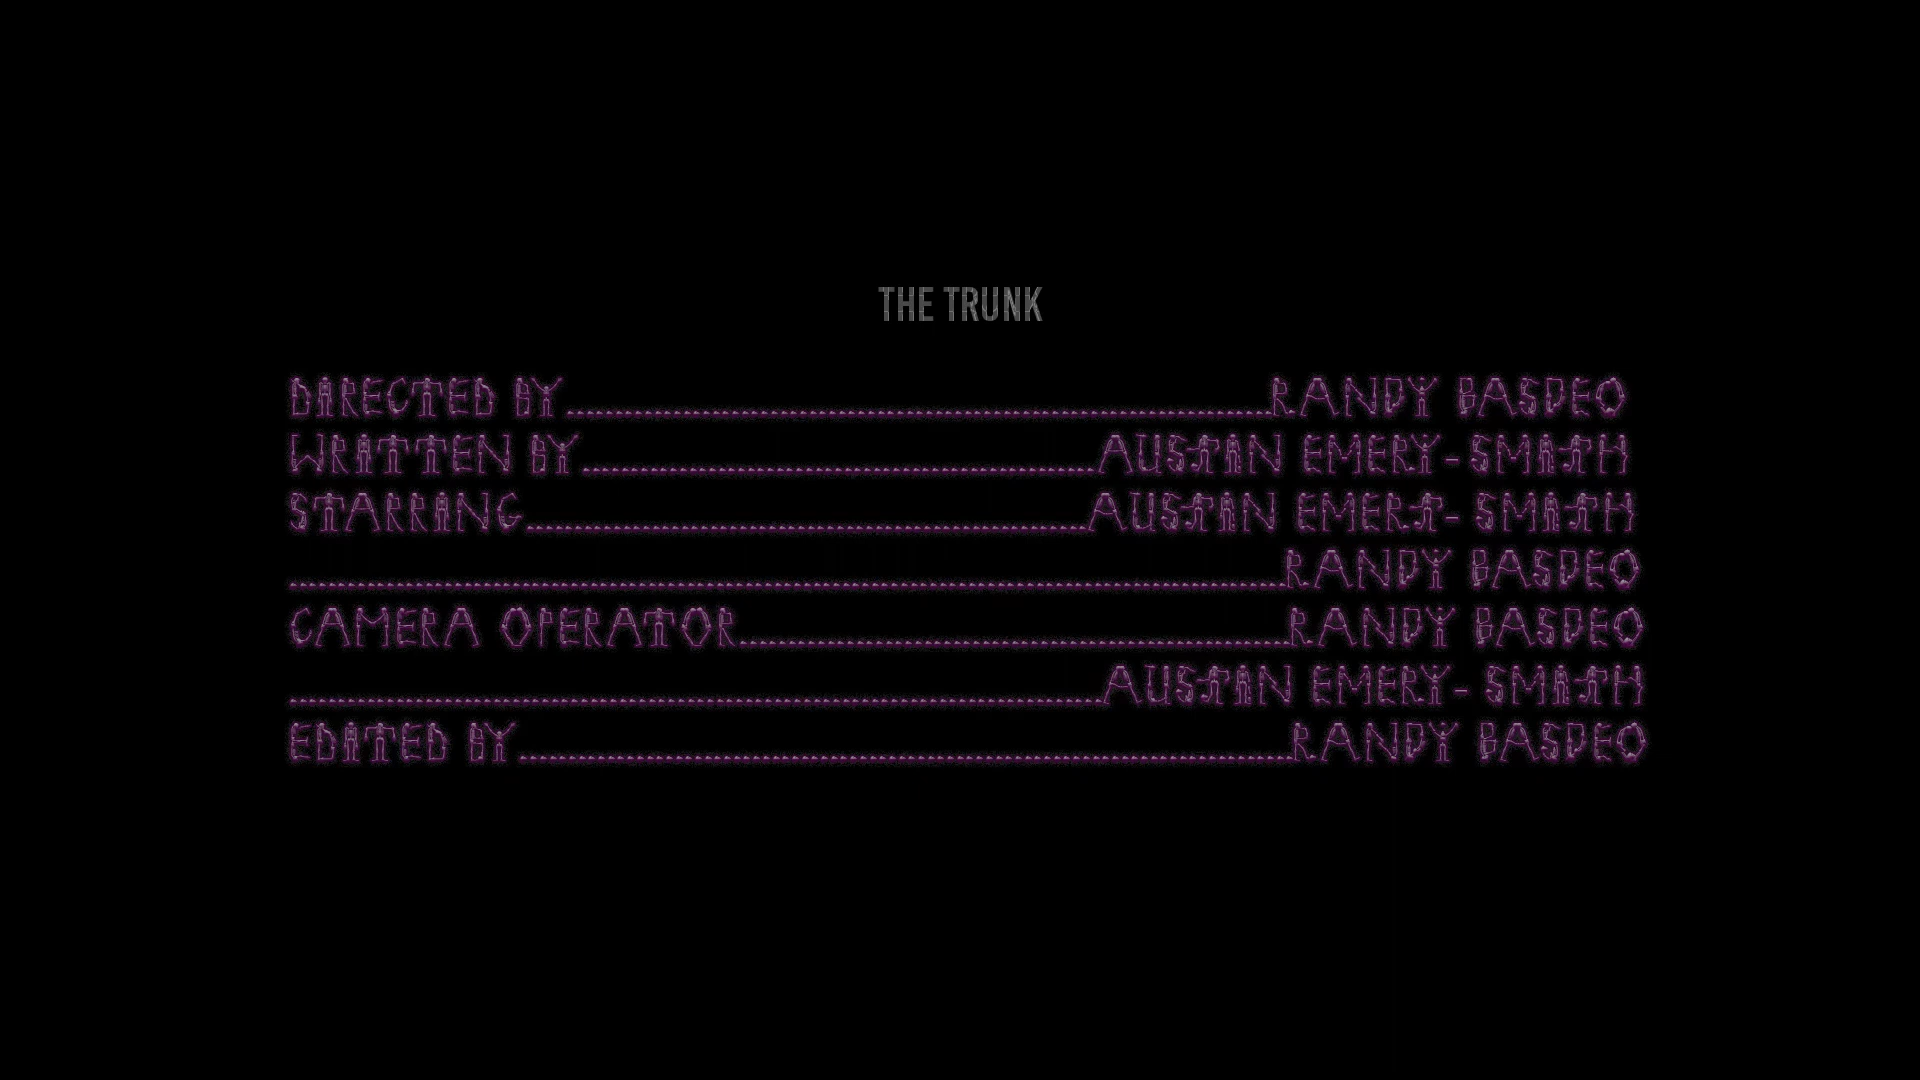 THE TRUNK
DIRECTED BY........................................................................RANDY BASDEO
WRITTEN BY....................................................AUSTIN EMERY-SMITH
STARRING.........................................................AUSTIN EMERT- SMITH
.....................................................................................................RANDY BASDEO
CAMERA OPERATOR........................................................RANDY BASDEO
...................................................................................AUSTIN EMERY- SMITH
EDITED BY...............................................................................RANDY BASDEO